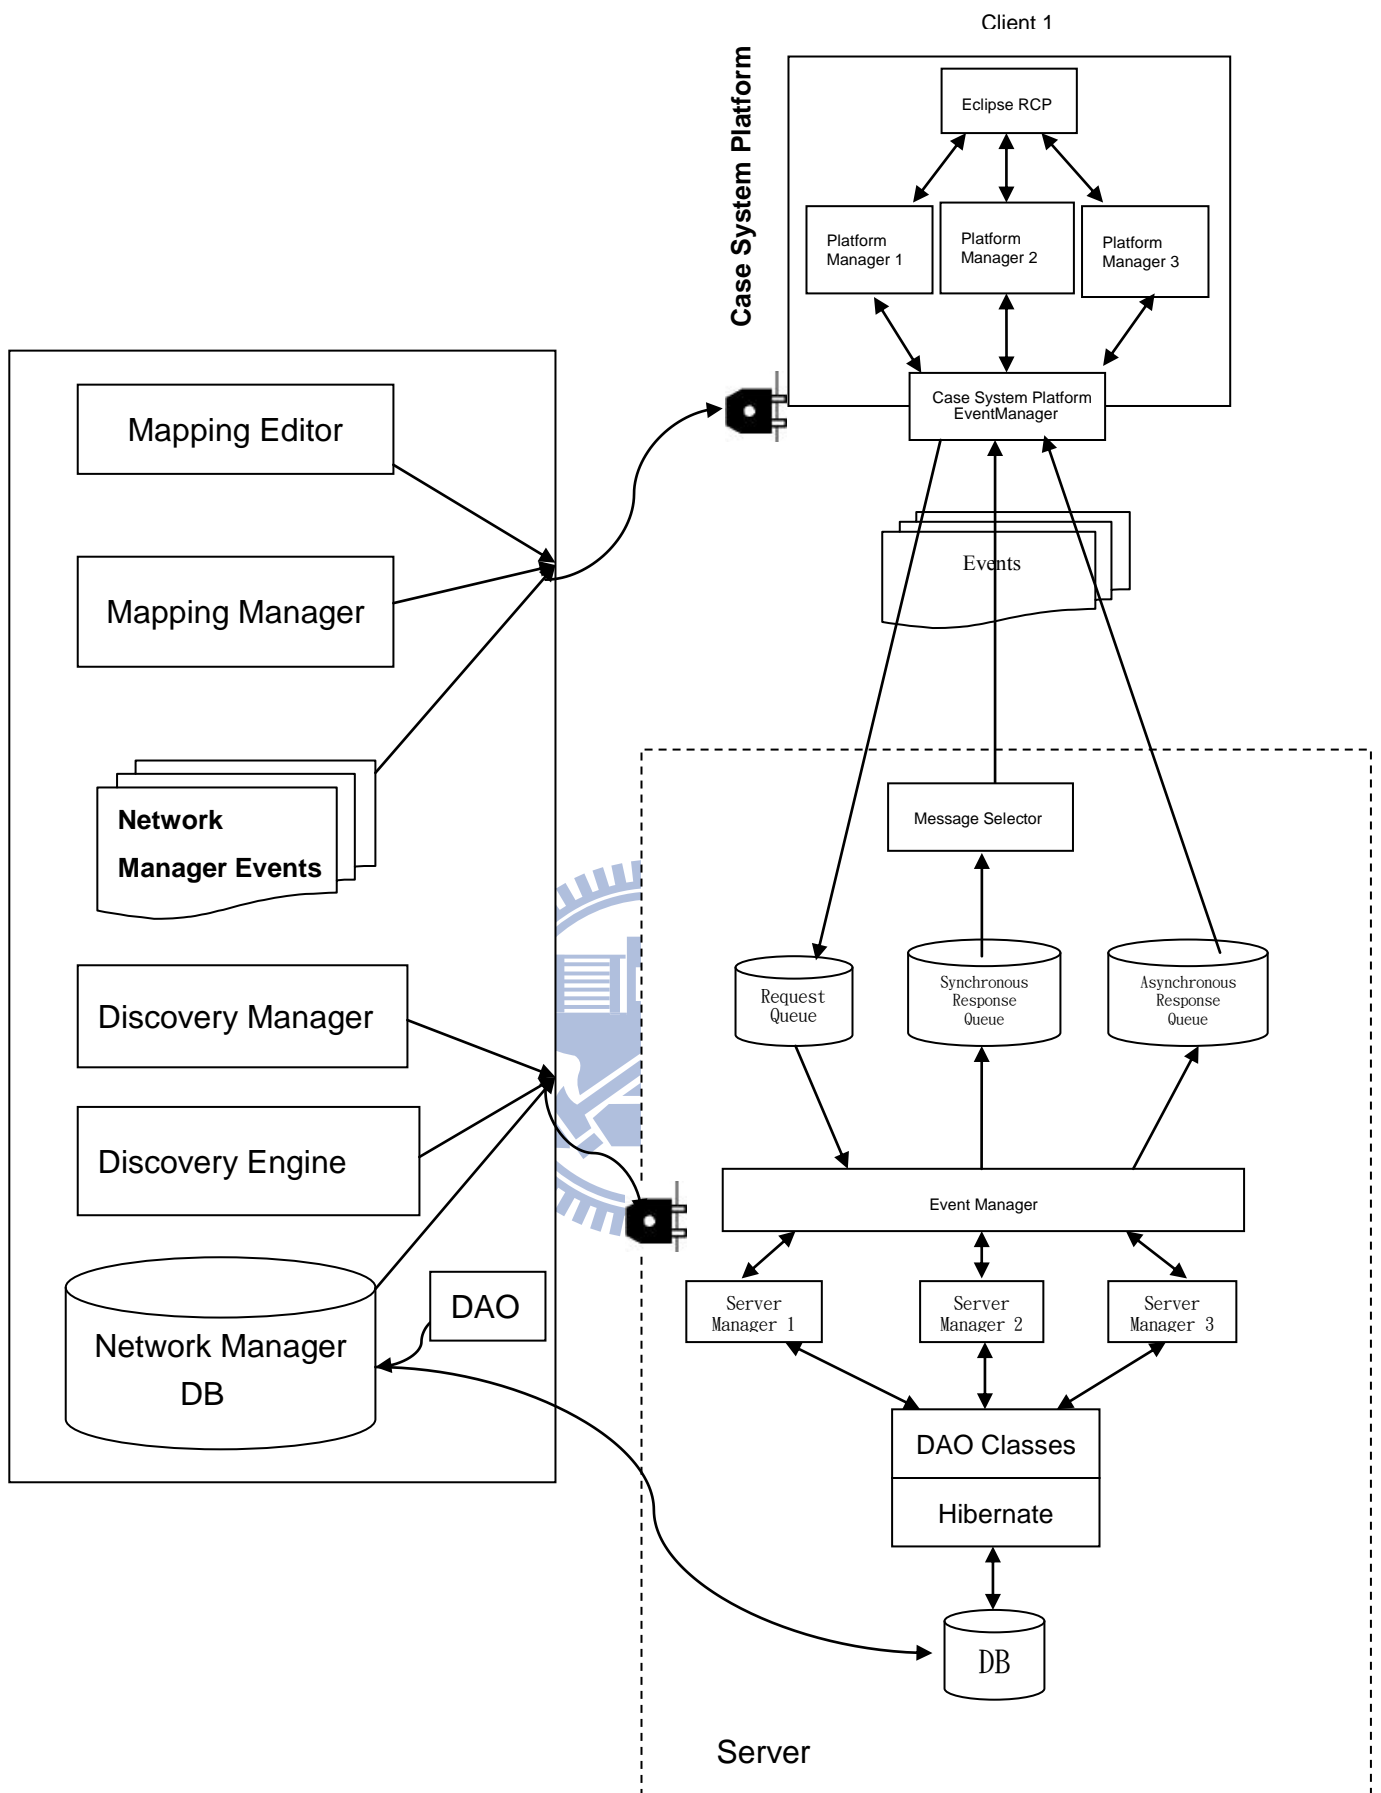 Client 1
Case System Platform
Eclipse RCP
Platform
Manager 1
Platform
Manager 2
Platform
Manager 3
Case System Platform
EventManager
Mapping Editor
Mapping Manager
Network
Manager Events
Discovery Manager
Discovery Engine
Network Manager
DB
DAO
Events
Message Selector
Request
Queue
Synchronous
Response
Queue
Asynchronous
Response
Queue
Event Manager
Server
Manager 1
Server
Manager 2
Server
Manager 3
DAO Classes
Hibernate
DB
Server